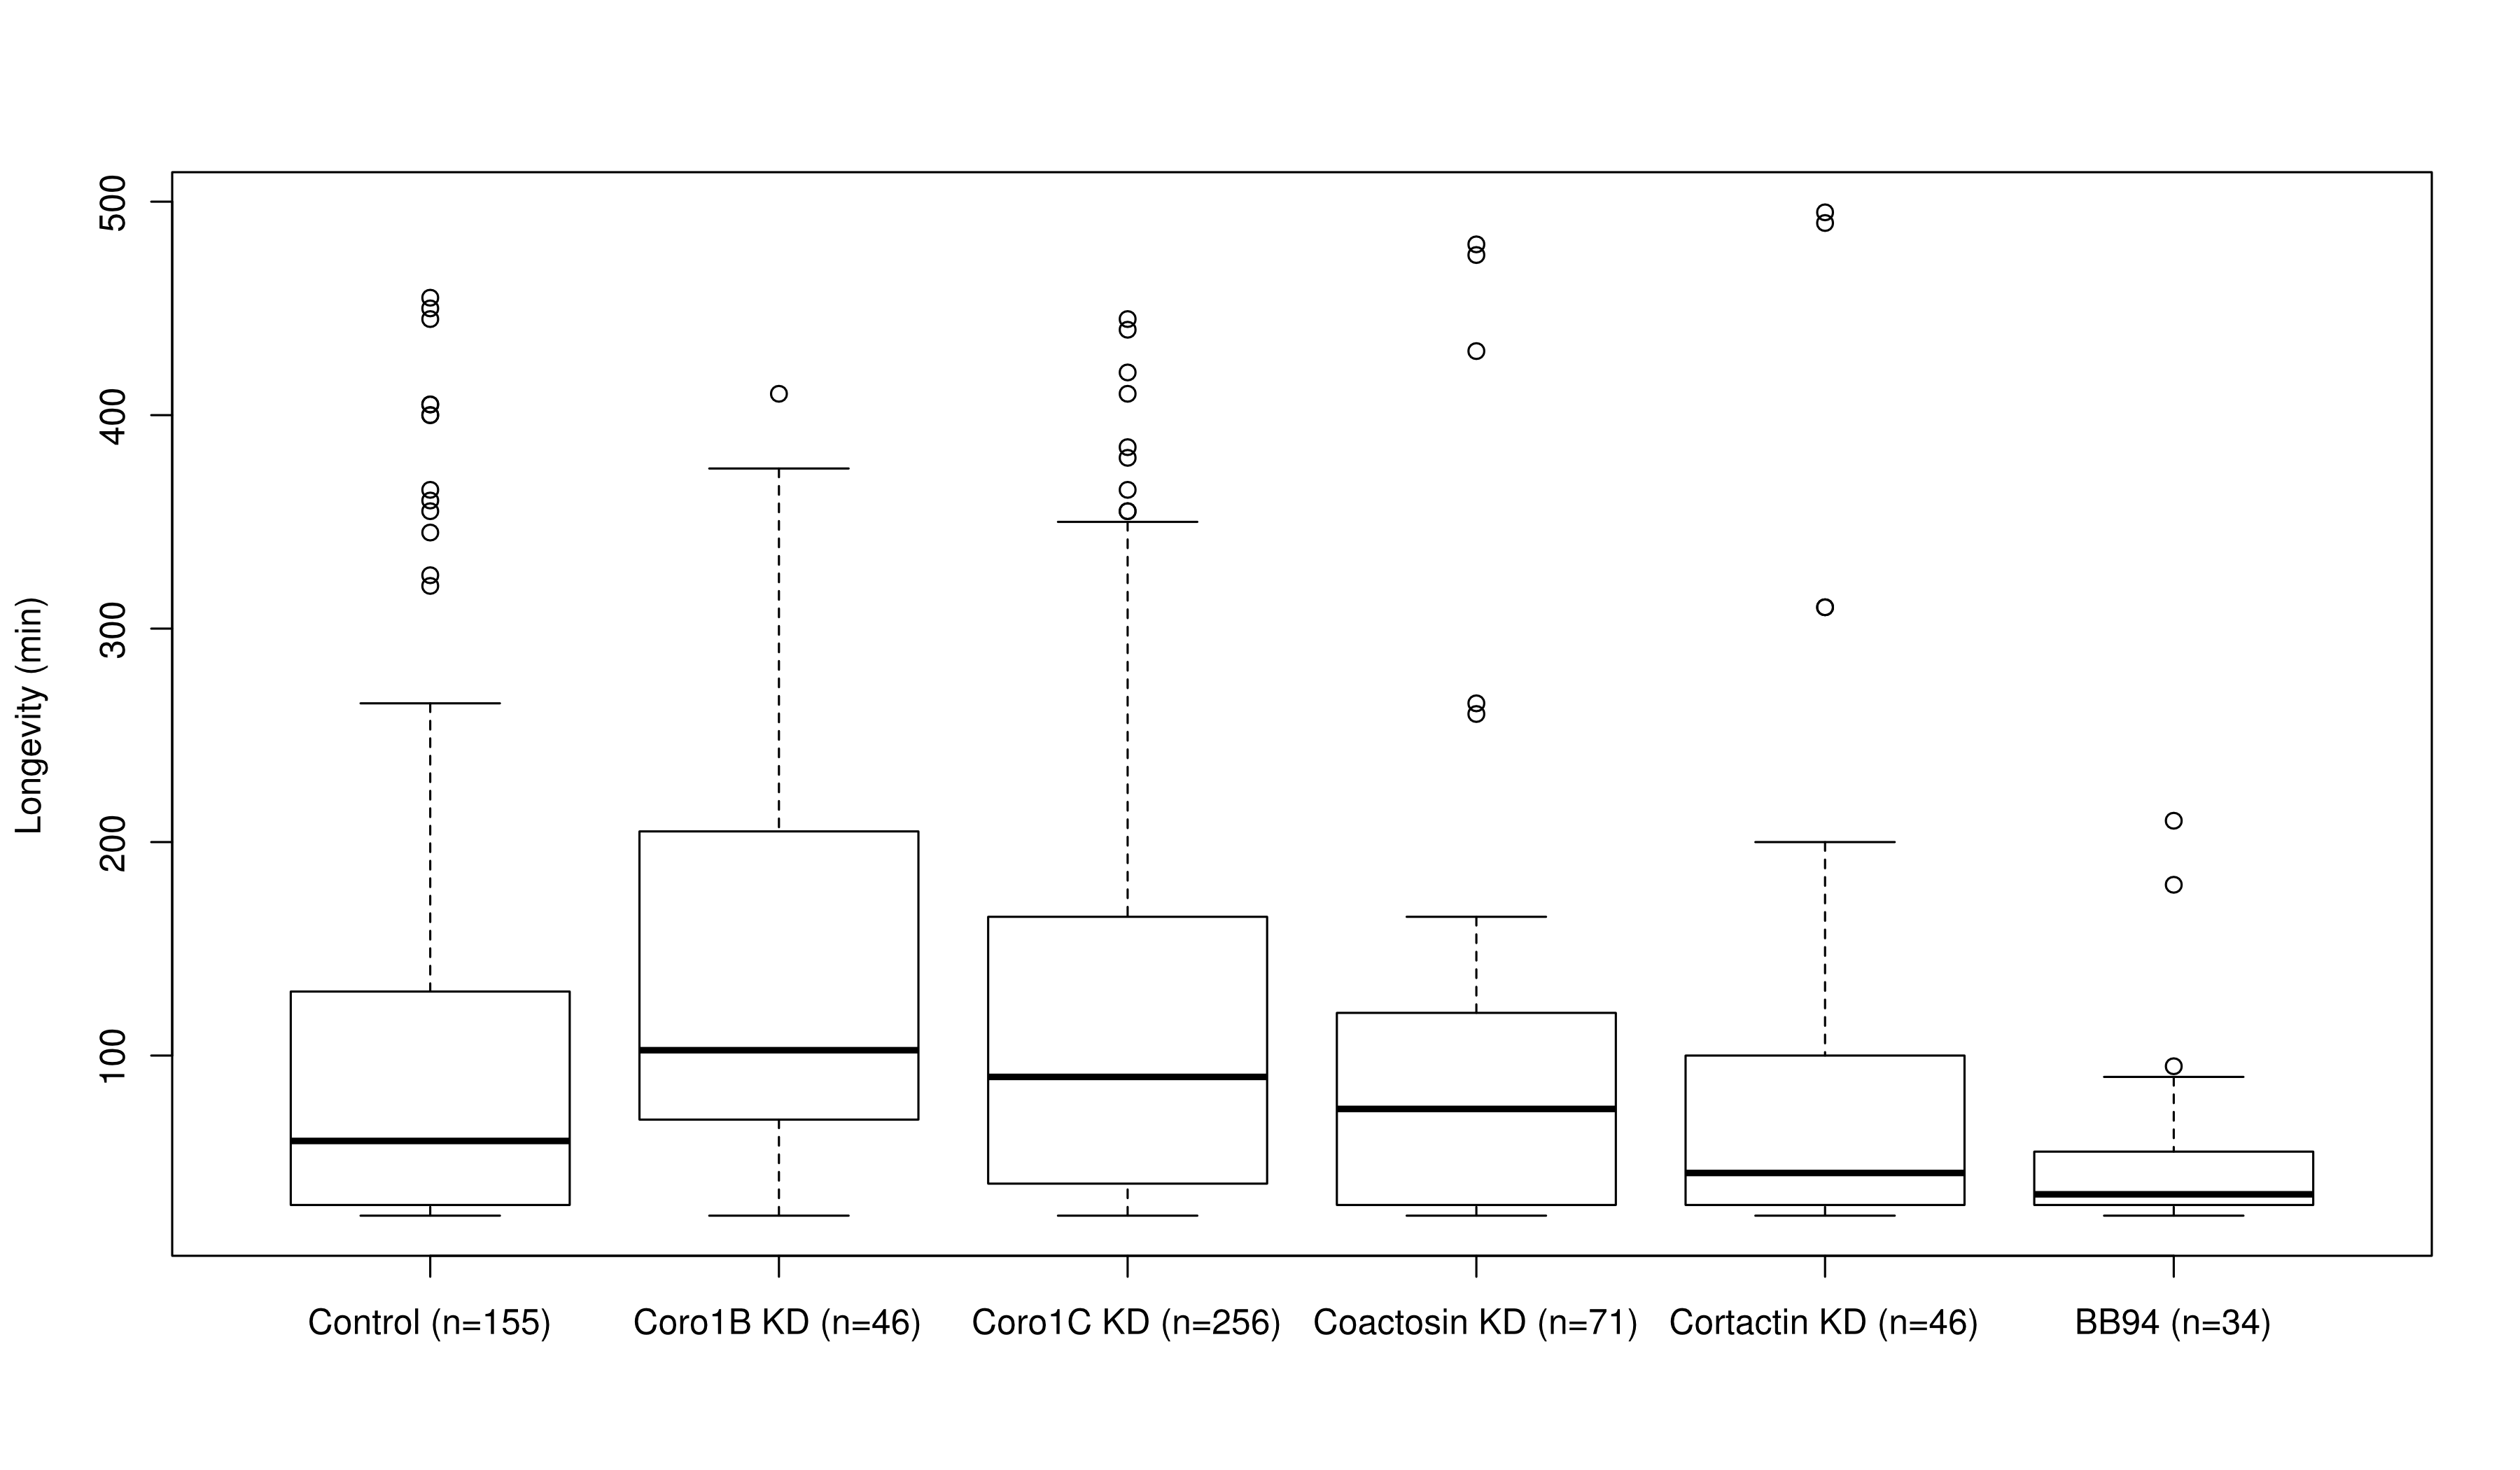 Longevity (min)
500
400
300
200
100
Control (n=155)
Coro1B KD (n=46)
Coro1C KD (n=256)
Coactosin KD (n=71)
Cortactin KD (n=46)
BB94 (n=34)